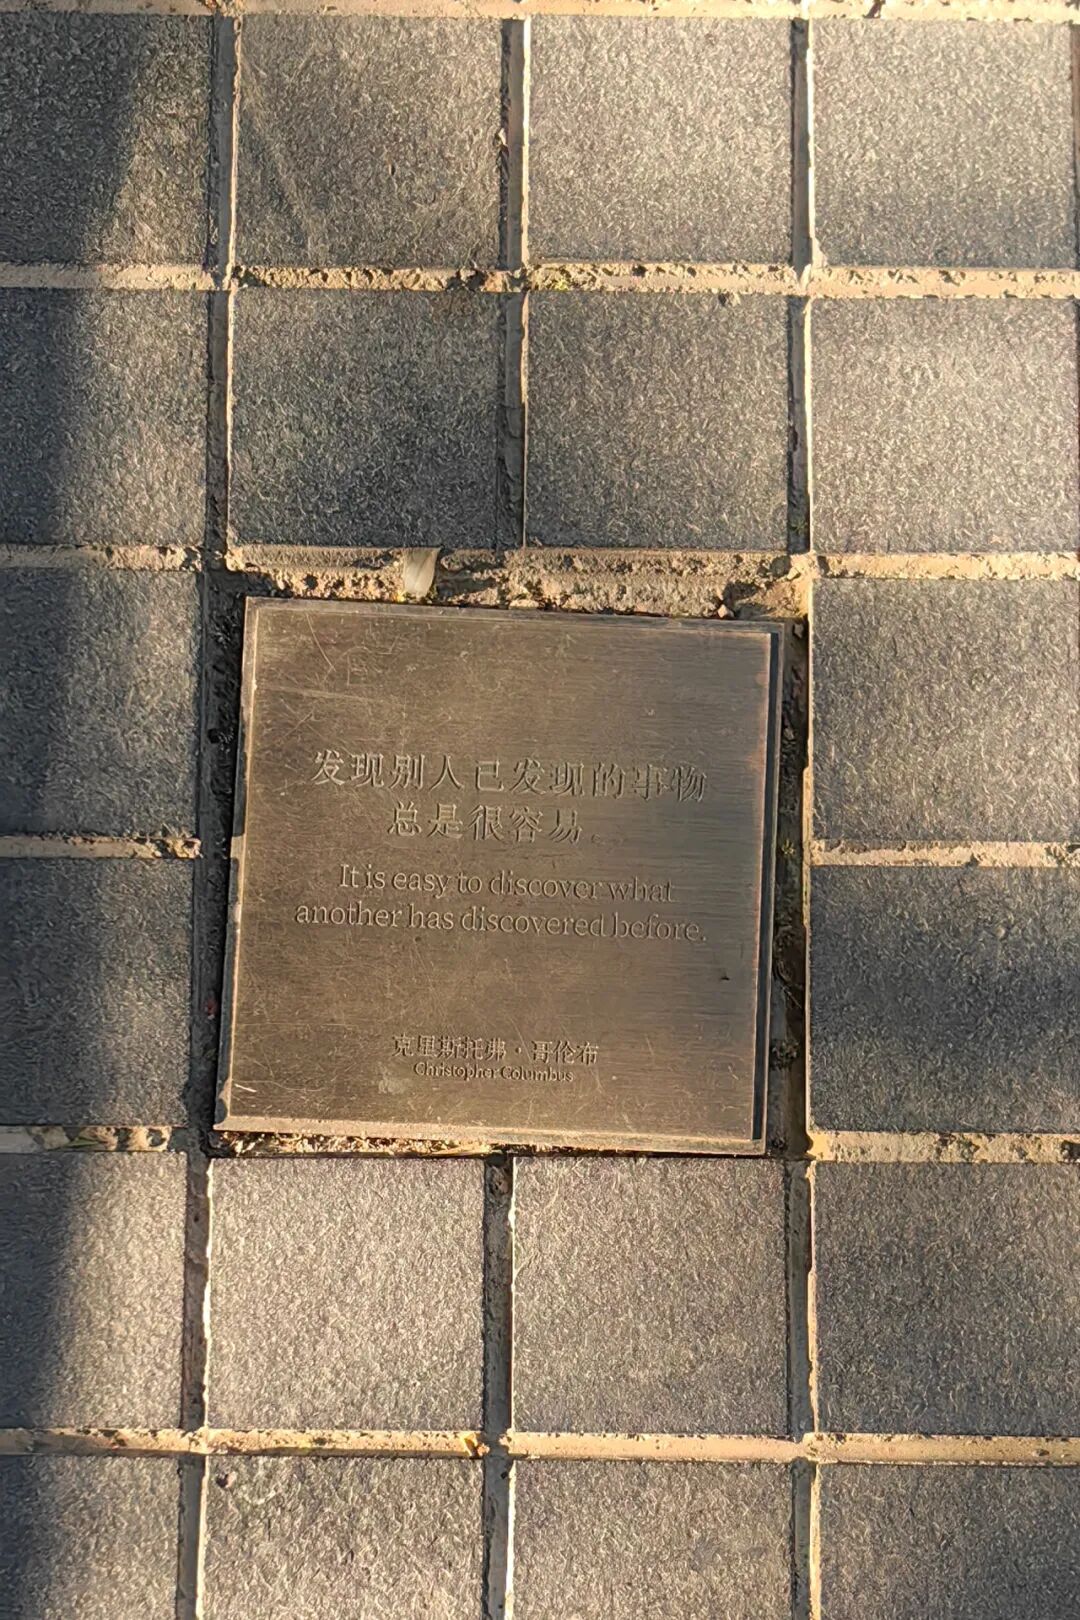 发现别人已发现的事物
总是很容易。
It is easy to discover what
another has discovered before.
克里斯托弗·哥伦布
Christopher Columbus